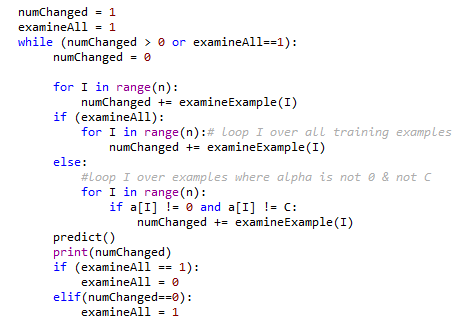 numChanged = 1
examineAll = 1
while (numChanged > 0 or examineAll==1):
    numChanged = 0

    for I in range(n):
        numChanged += examineExample(I)
    if (examineAll):
        for I in range(n):# loop I over all training examples
            numChanged += examineExample(I)
    else:
        #loop I over examples where alpha is not 0 & not C
        for I in range(n):
            if a[I] != 0 and a[I] != C:
                numChanged += examineExample(I)
    predict()
    print(numChanged)
    if (examineAll == 1):
        examineAll = 0
    elif(numChanged==0):
        examineAll = 1